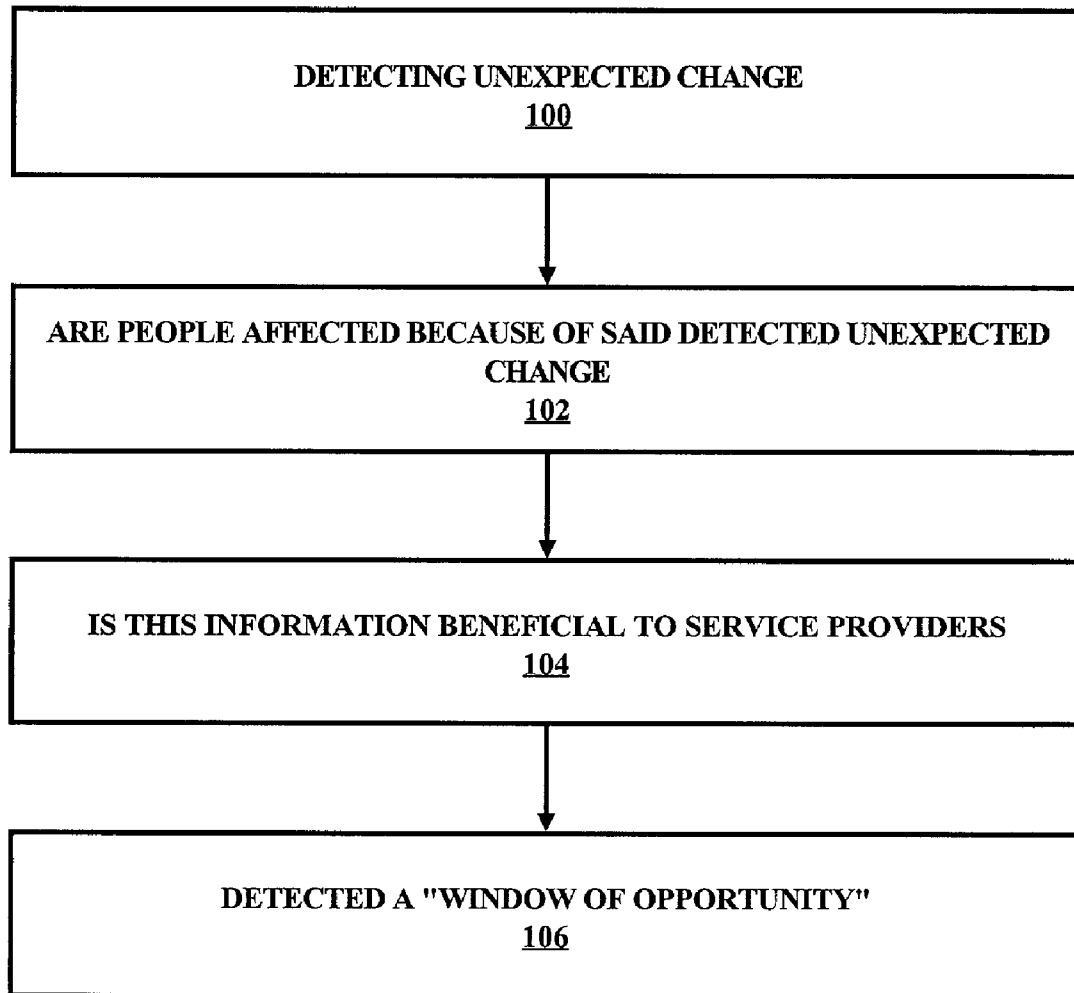 DETECTING UNEXPECTED CHANGE
100
ARE PEOPLE AFFECTED BECAUSE OF SAID DETECTED UNEXPECTED
CHANGE
102
IS THIS INFORMATION BENEFICIAL TO SERVICE PROVIDERS
104
DETECTED A "WINDOW OF OPPORTUNITY"
106